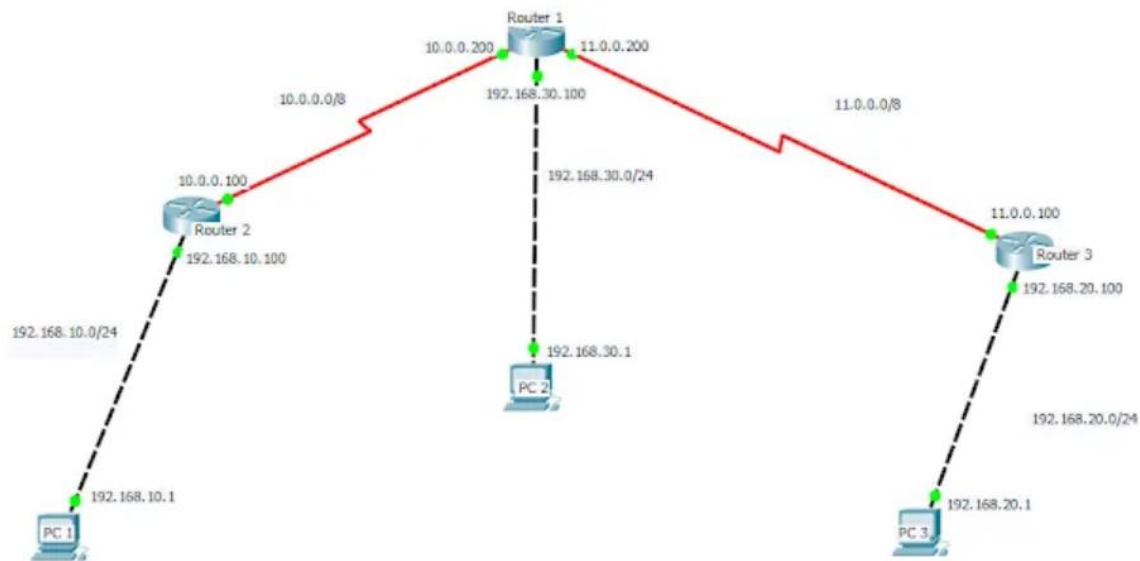 Router 1
10.0.0.200
11.0.0.200
192.168.30.100
10.0.0.0/8
11.0.0.0/8
192.168.30.0/24
10.0.0.100
Router 2
192.168.10.100
11.0.0.100
Router 3
192.168.20.100
192.168.10.0/24
192.168.30.1
PC 2
192.168.20.0/24
192.168.10.1
PC 1
192.168.20.1
PC 3